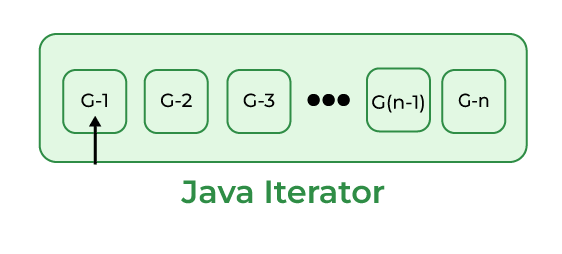 G-1 G-2 G-3 ●●● G(n-1) G-n
Java Iterator